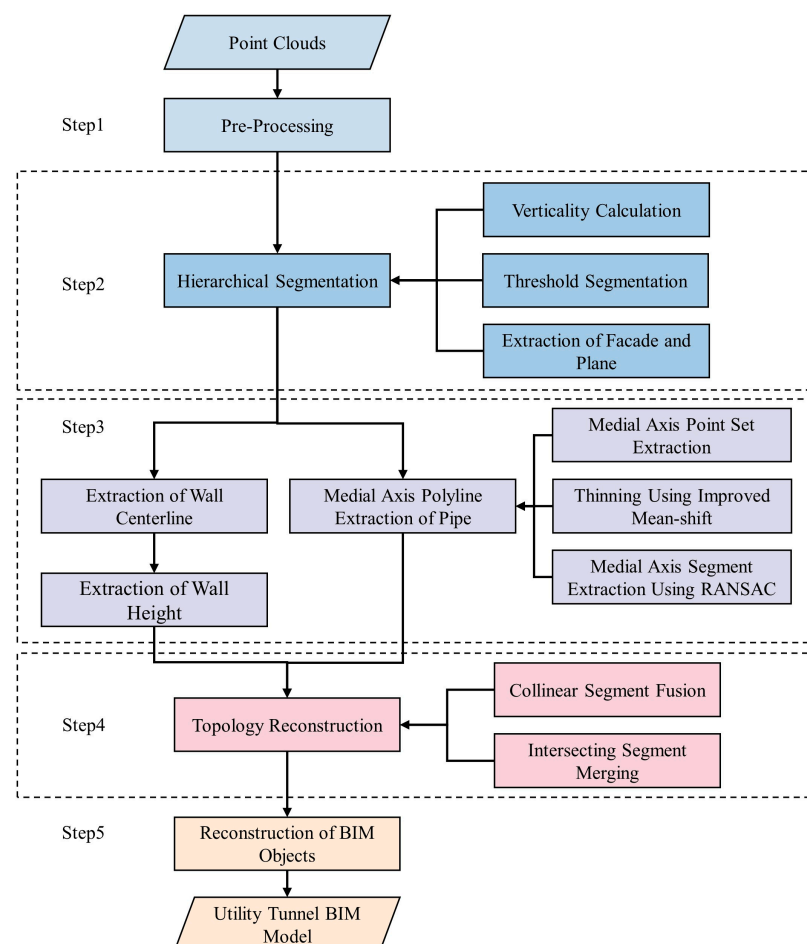 Point Clouds
Step1
Pre-Processing
Step2
Hierarchical Segmentation
Verticality Calculation
Threshold Segmentation
Extraction of Facade and
Plane
Step3
Extraction of Wall
Centerline
Extraction of Wall
Height
Medial Axis Polyline
Extraction of Pipe
Medial Axis Point Set
Extraction
Thinning Using Improved
Mean-shift
Medial Axis Segment
Extraction Using RANSAC
Step4
Topology Reconstruction
Collinear Segment Fusion
Intersecting Segment
Merging
Step5
Reconstruction of BIM
Objects
Utility Tunnel BIM
Model